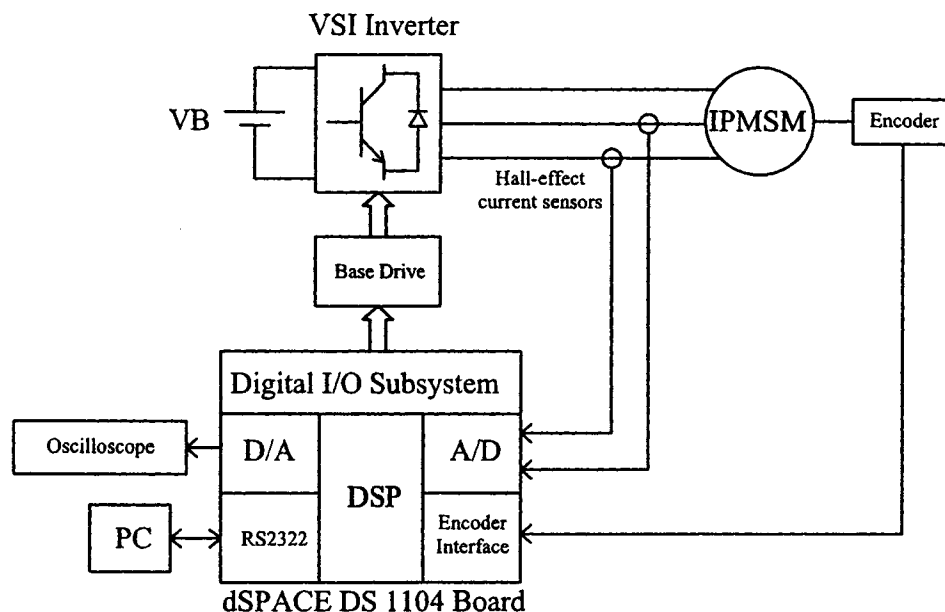 VSI Inverter
VB
IPMSM
Encoder
Hall-effect
current sensors
Base Drive
Digital I/O Subsystem
Oscilloscope
D/A
A/D
DSP
PC
RS2322
Encoder
Interface
dSPACE DS 1104 Board